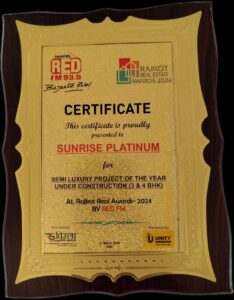 RED
FM 93.5
Bajaate Raho!
RAJKOT
REAL ESTATE
AWARDS 2024
CERTIFICATE
This certificate is proudly
presented to
SUNRISE PLATINUM
for
SEMI LUXURY PROJECT OF THE YEAR
UNDER CONSTRUCTION (3 & 4 BHK)
At, Rajkot Real Awards- 2024
BY RED FM
UNITY